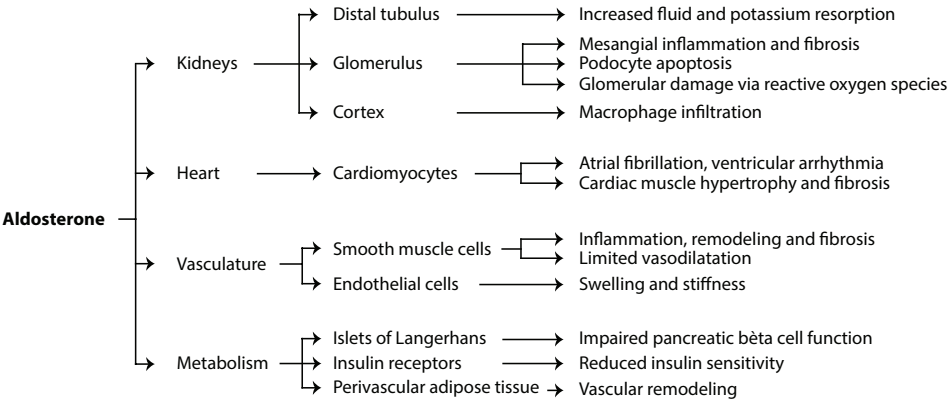 Aldosterone
Kidneys
Distal tubulus
Increased fluid and potassium resorption
Glomerulus
Mesangial inflammation and fibrosis
Podocyte apoptosis
Glomerular damage via reactive oxygen species
Cortex
Macrophage infiltration
Heart
Cardiomyocytes
Atrial fibrillation, ventricular arrhythmia
Cardiac muscle hypertrophy and fibrosis
Vasculature
Smooth muscle cells
Inflammation, remodeling and fibrosis
Limited vasodilatation
Endothelial cells
Swelling and stiffness
Metabolism
Islets of Langerhans
Impaired pancreatic bèta cell function
Insulin receptors
Reduced insulin sensitivity
Perivascular adipose tissue
Vascular remodeling